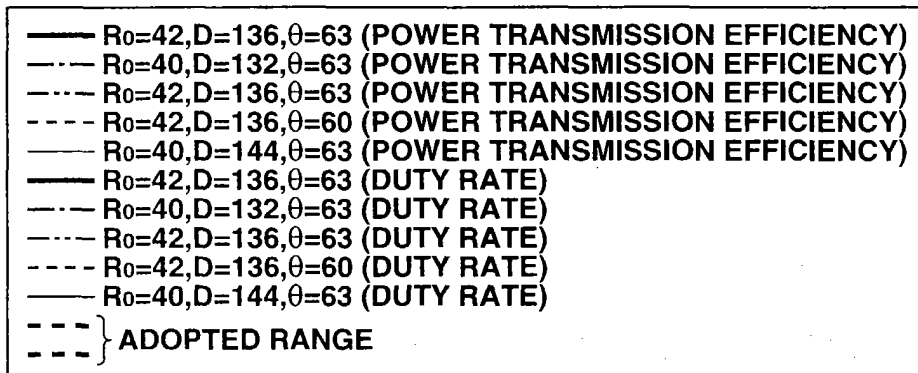 R0=42,D=136,θ=63 (POWER TRANSMISSION EFFICIENCY)
R0=40,D=132,θ=63 (POWER TRANSMISSION EFFICIENCY)
R0=42,D=136,θ=63 (POWER TRANSMISSION EFFICIENCY)
R0=42,D=136,θ=60 (POWER TRANSMISSION EFFICIENCY)
R0=40,D=144,θ=63 (POWER TRANSMISSION EFFICIENCY)
R0=42,D=136,θ=63 (DUTY RATE)
R0=40,D=132,θ=63 (DUTY RATE)
R0=42,D=136,θ=63 (DUTY RATE)
R0=42,D=136,θ=60 (DUTY RATE)
R0=40,D=144,θ=63 (DUTY RATE)
ADOPTED RANGE